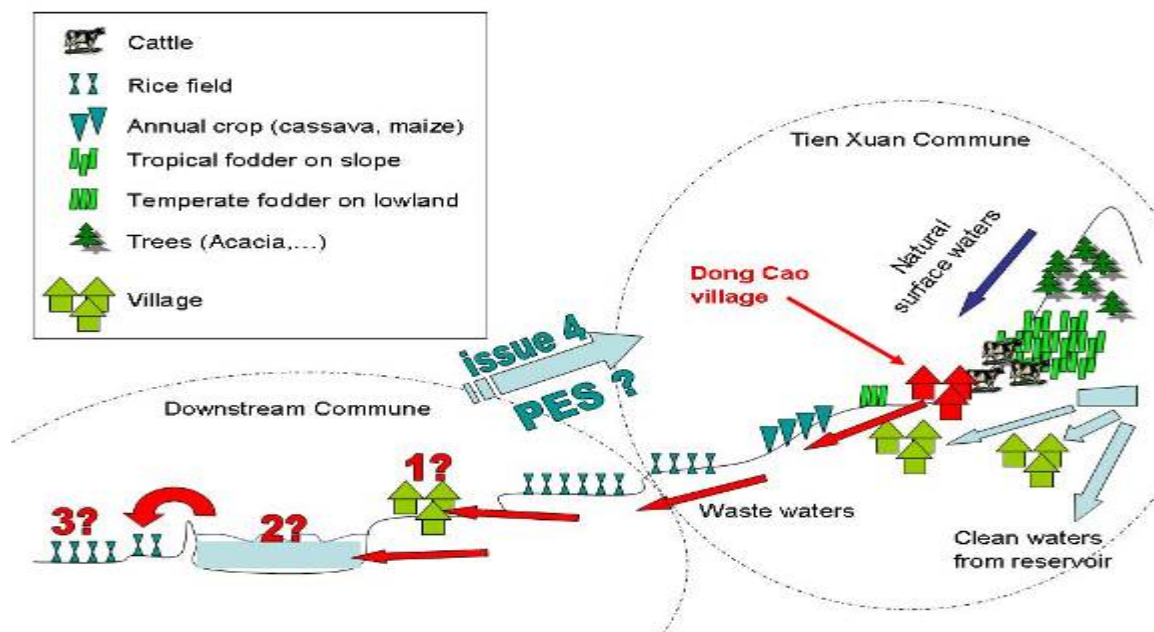 Cattle
Rice field
Annual crop (cassava, maize)
Tropical fodder on slope
Temperate fodder on lowland
Trees (Acacia,...)
Village
Tien Xuan Commune
Natural
surface waters
Dong Cao
village
issue 4
PES ?
Downstream Commune
1?
2?
3?
Waste waters
Clean waters
from reservoir